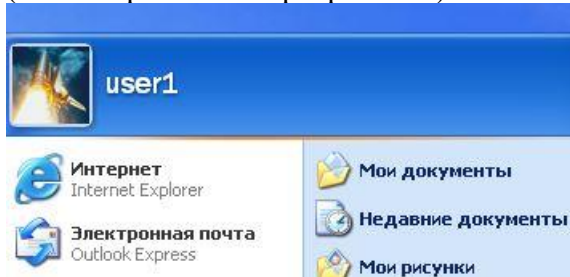 user1
Интернет
Internet Explorer
Электронная почта
Outlook Express
Мои документы
Недавние документы
Мои рисунки